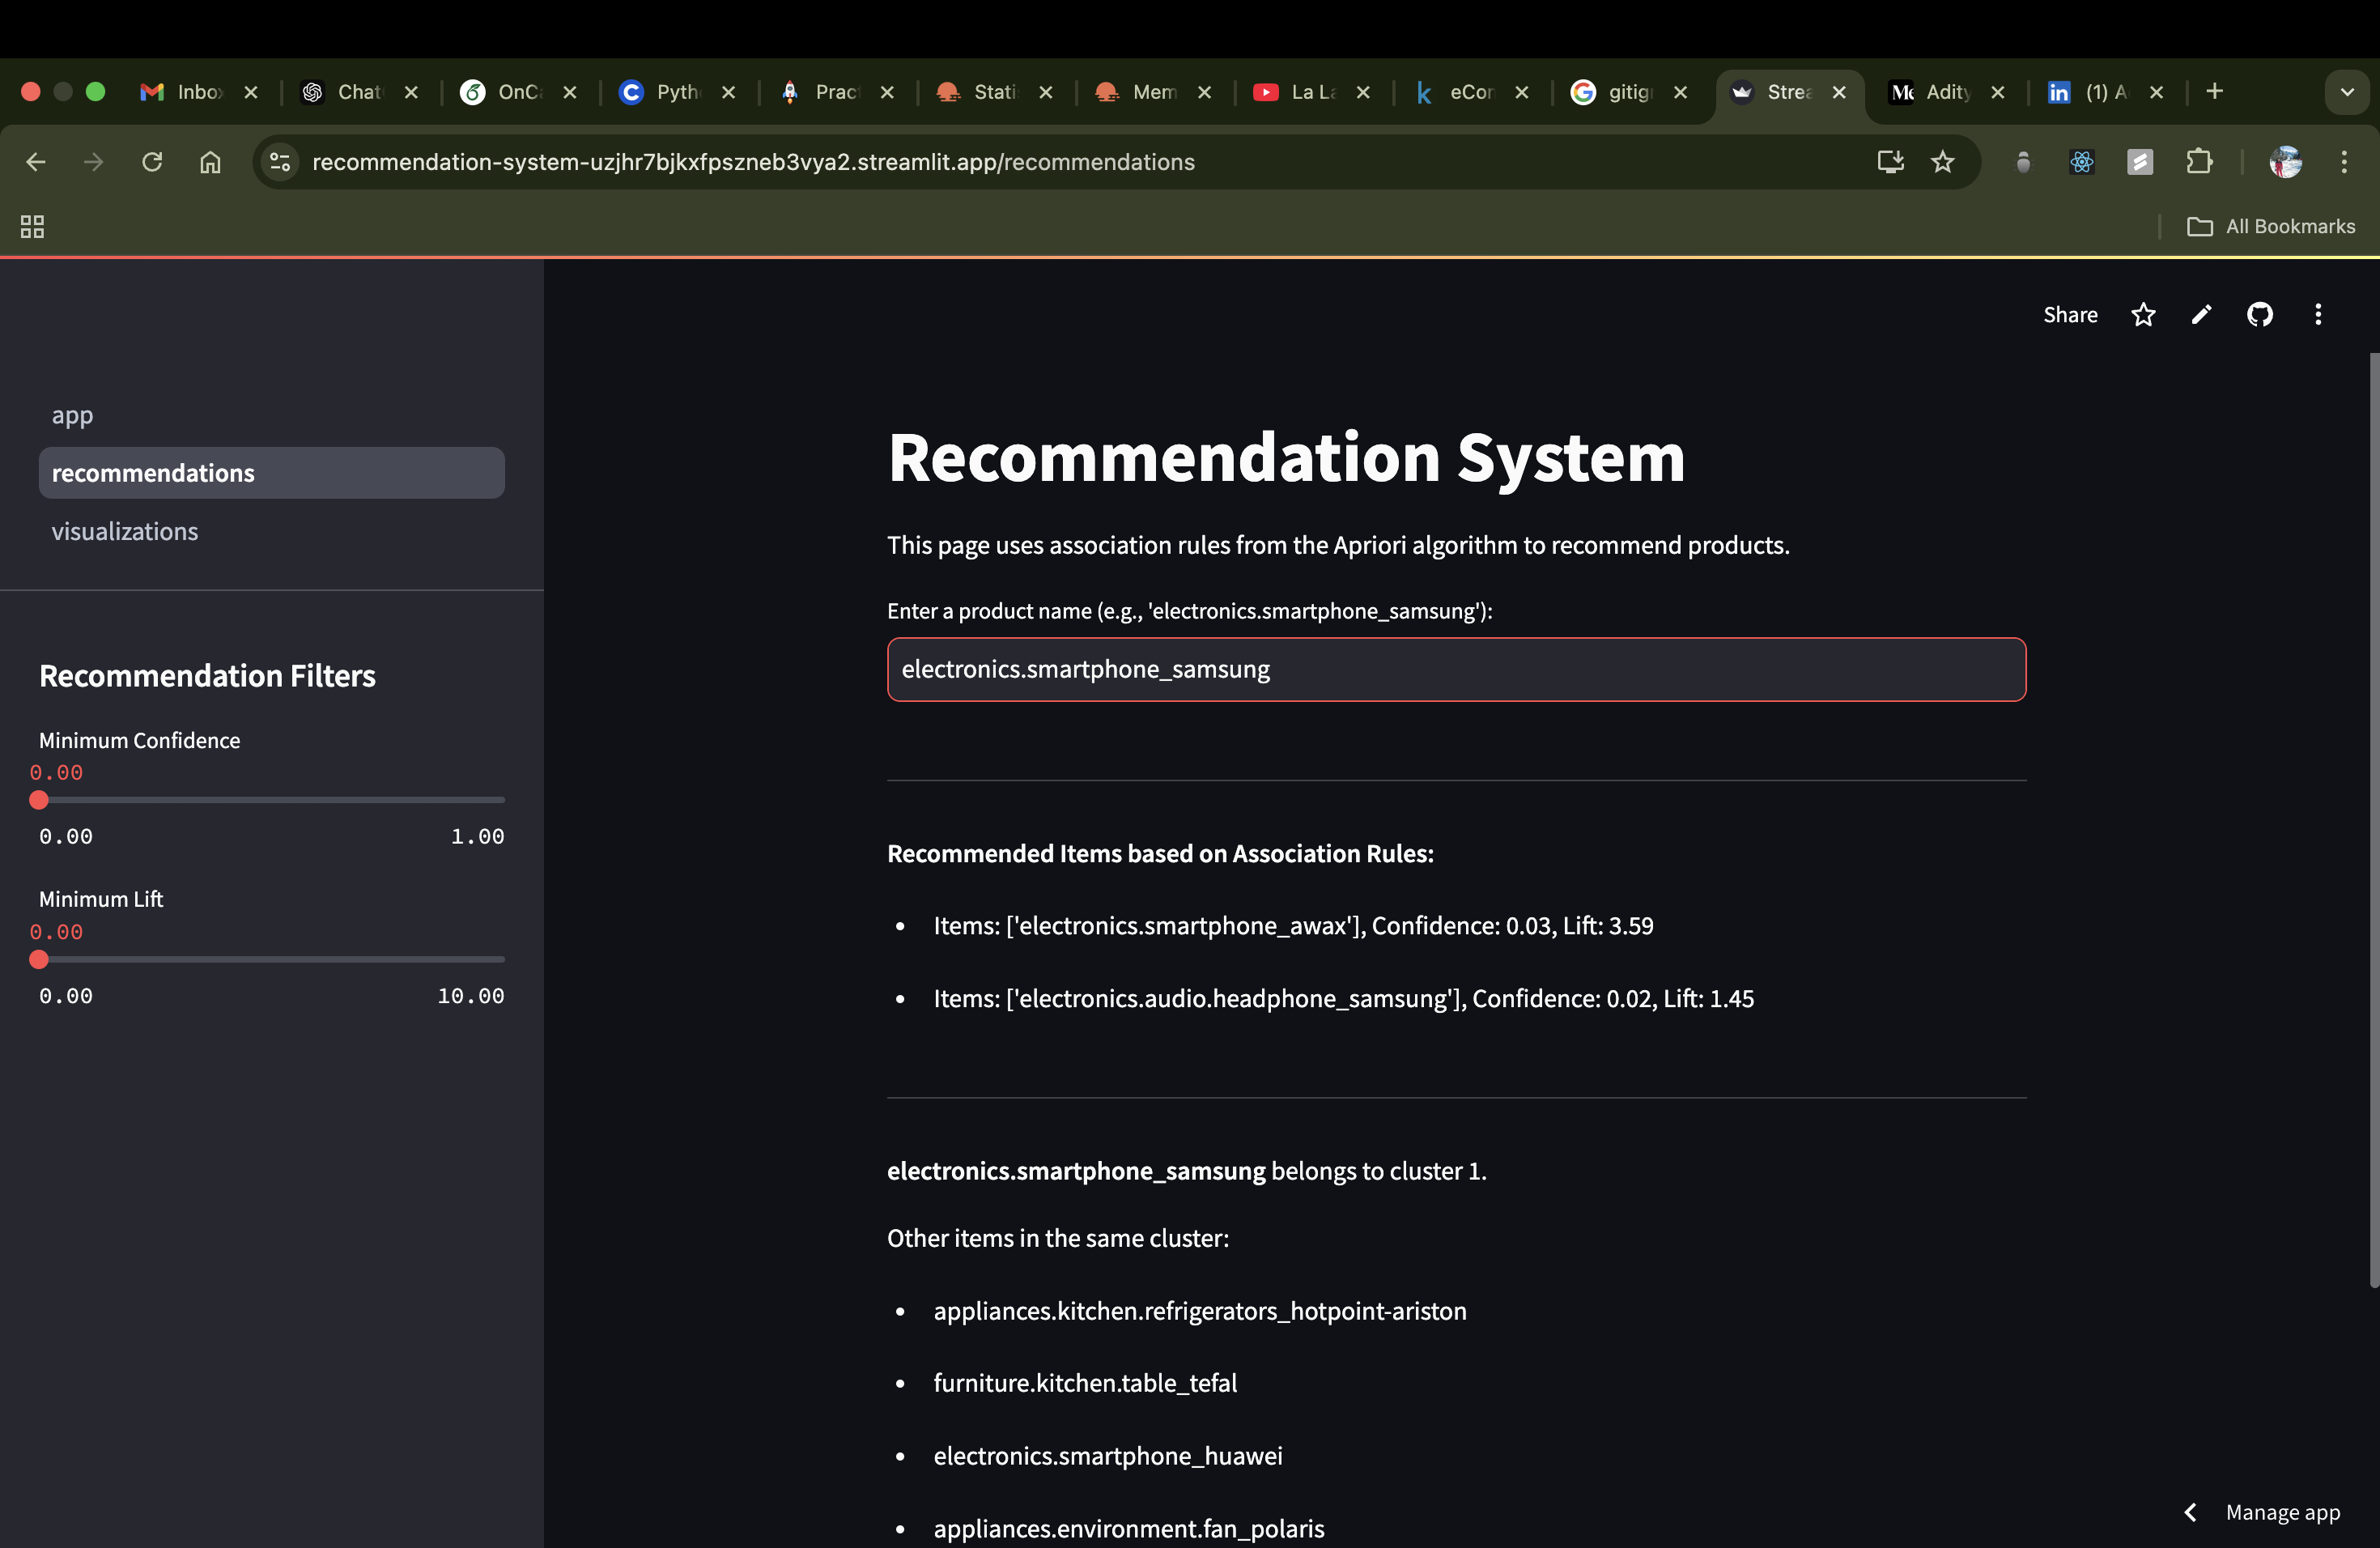 Inbox Chat OnCa Pyth Prac Stati Mem La La eCon gitig Strea Adity (1) A
recommendation-system-uzjhr7bjkxfpszneb3vya2.streamlit.app/recommendations
All Bookmarks
Share
app
recommendations
visualizations
Recommendation Filters
Minimum Confidence
0.00
0.00 1.00
Minimum Lift
0.00
0.00 10.00
Recommendation System
This page uses association rules from the Apriori algorithm to recommend products.
Enter a product name (e.g., 'electronics.smartphone_samsung'):
electronics.smartphone_samsung
Recommended Items based on Association Rules:
Items: ['electronics.smartphone_awax'], Confidence: 0.03, Lift: 3.59
Items: ['electronics.audio.headphone_samsung'], Confidence: 0.02, Lift: 1.45
electronics.smartphone_samsung belongs to cluster 1.
Other items in the same cluster:
appliances.kitchen.refrigerators_hotpoint-ariston
furniture.kitchen.table_tefal
electronics.smartphone_huawei
appliances.environment.fan_polaris
Manage app